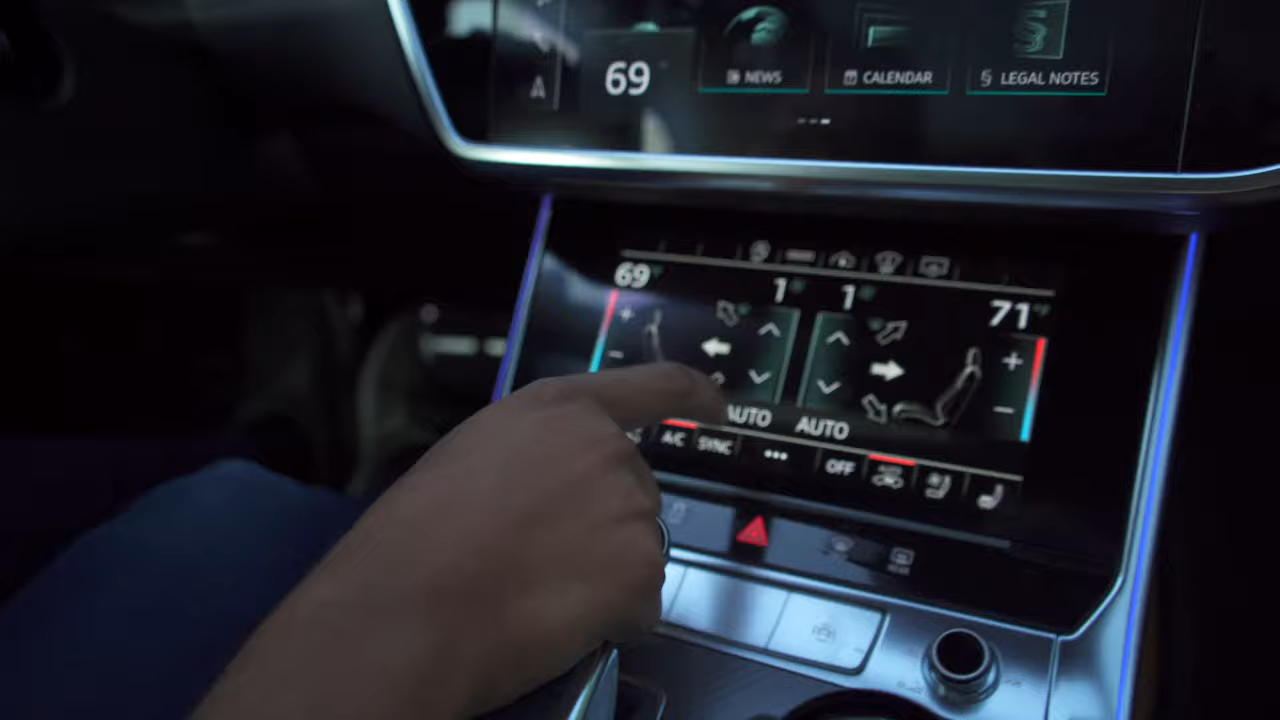 A
69
NEWS
CALENDAR
§ LEGAL NOTES
69
1
1
71
+
-
+
-
AUTO
AUTO
A/C
SYNC
OFF